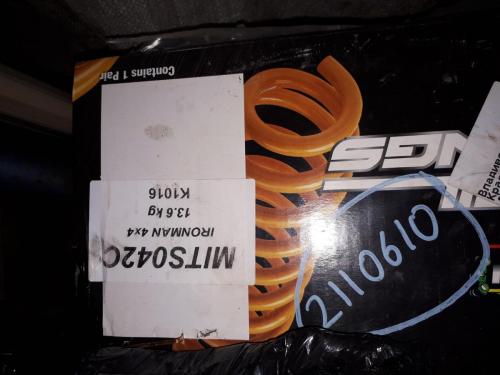 Contains 1 Pair
MITS042C
IRONMAN 4x4
13.6 kg
K1016
2110610